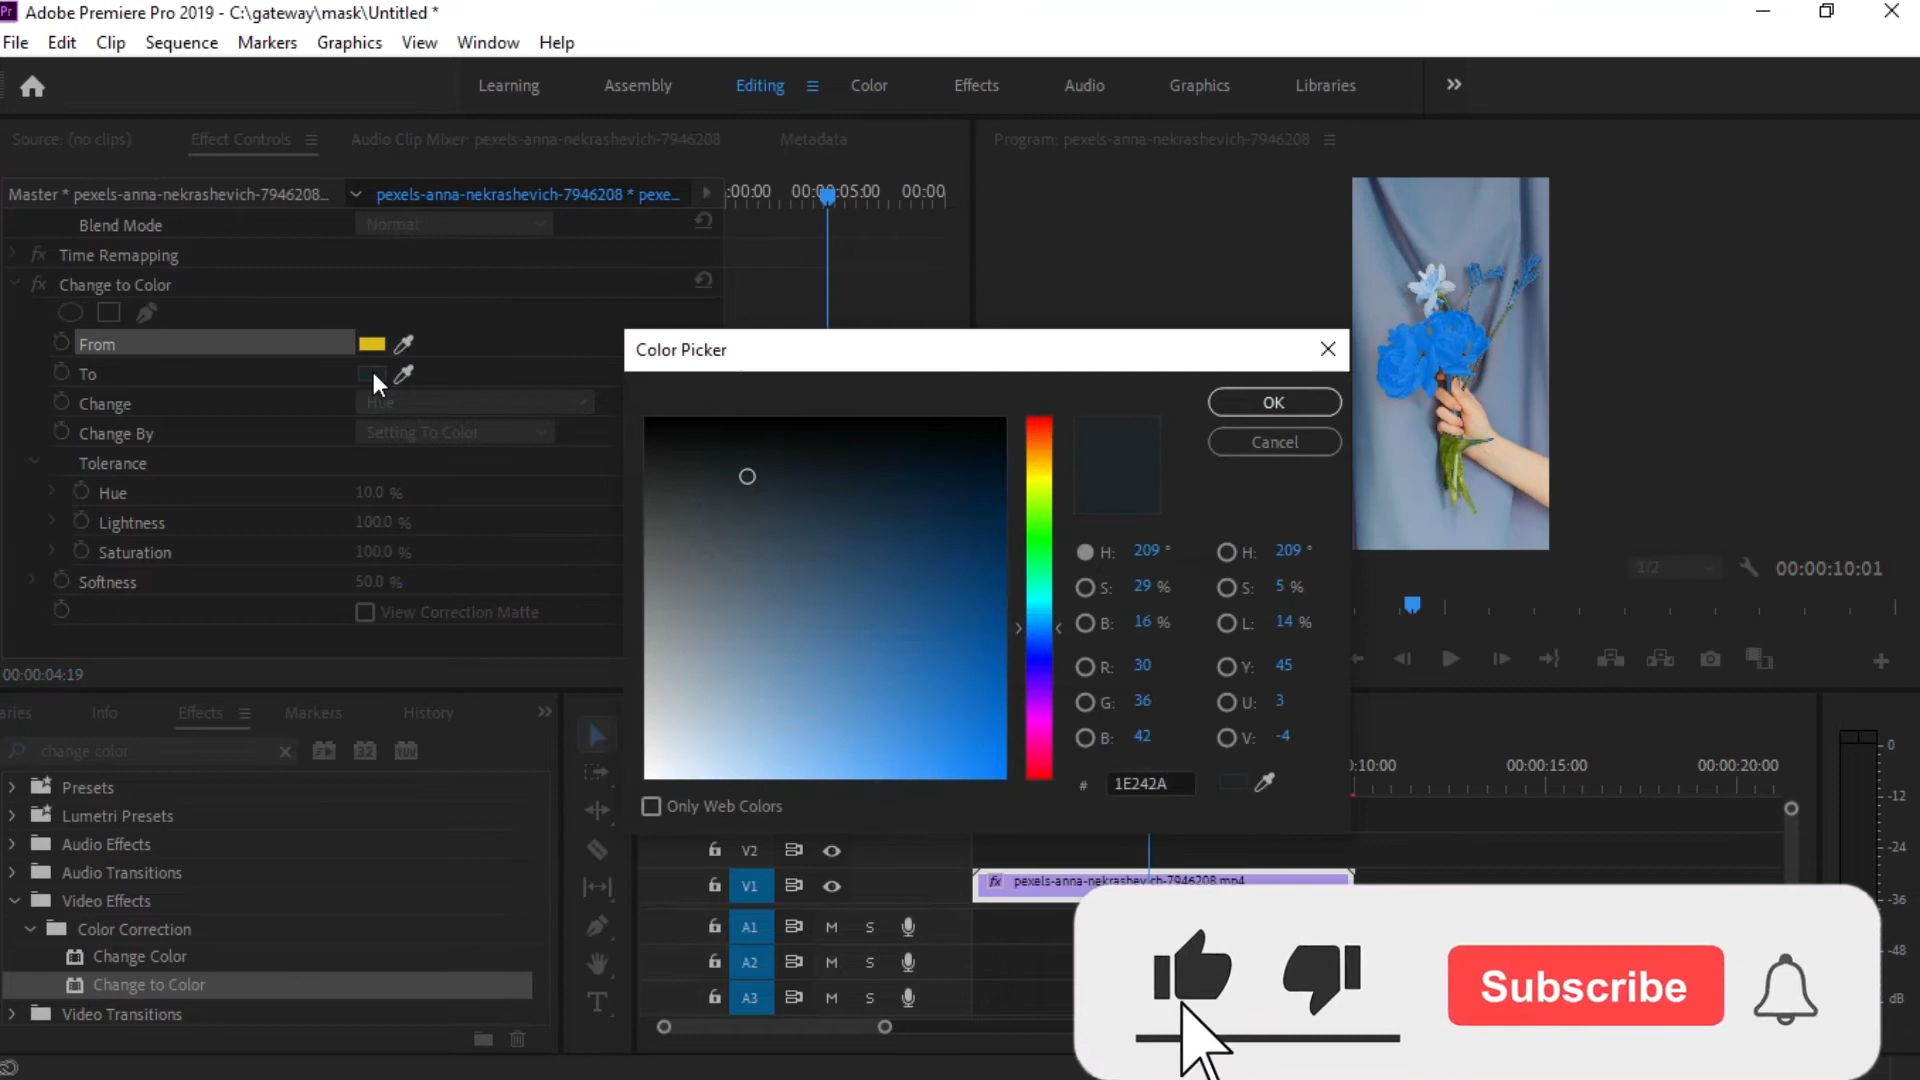 Pr Adobe Premiere Pro 2019 - C:\gateway\mask\Untitled *
File Edit Clip Sequence Markers Graphics View Window Help
Learning Assembly Editing Color Effects Audio Graphics Libraries
Source: (no clips) Effect Controls Audio Clip Mixer: pexels-anna-nekrashevich-7946208 Metadata
Program: pexels-anna-nekrashevich-7946208
Master * pexels-anna-nekrashevich-7946208... pexels-anna-nekrashevich-7946208 * pexe...
:00:00 00:00:05:00 00:00
Blend Mode Normal
fx Time Remapping
fx Change to Color
From
To
Change Hue
Change By Setting To Color
Tolerance
Hue 10.0 %
Lightness 100.0 %
Saturation 100.0 %
Softness 50.0 %
View Correction Matte
00:00:04:19
Color Picker
OK
Cancel
H: 209 ° H: 209 °
S: 29 % S: 5 %
B: 16 % L: 14 %
R: 30 Y: 45
G: 36 U: 3
B: 42 V: -4
# 1E242A
Only Web Colors
1/2 00:00:10:01
aries Info Effects Markers History
change color 32 YUV
Presets
Lumetri Presets
Audio Effects
Audio Transitions
Video Effects
Color Correction
Change Color
Change to Color
Video Transitions
T
0:10:00 00:00:15:00 00:00:20:00
V2
V1 fx pexels-anna-nekrashevich-7946208.mp4
A1 M S
A2 M S
A3 M S
0
-12
-24
-36
-48
dB
Subscribe